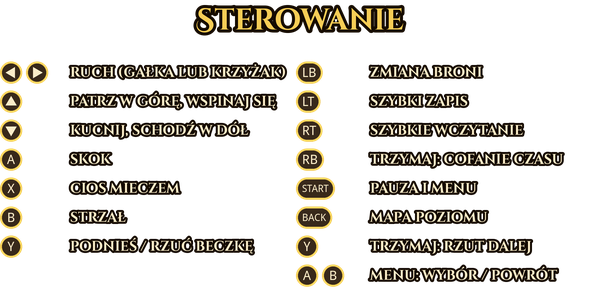 STEROWANIE
RUCH (GAŁKA LUB KRZYŻAK)
PATRZ W GÓRĘ, WSPINAJ SIĘ
KUCNIJ, SCHODŹ W DÓŁ
A SKOK
X CIOS MIECZEM
B STRZAŁ
Y PODNIEŚ / RZUĆ BECZKĘ
LB ZMIANA BRONI
LT SZYBKI ZAPIS
RT SZYBKIE WCZYTANIE
RB TRZYMAJ: COFANIE CZASU
START PAUZA I MENU
BACK MAPA POZIOMU
Y TRZYMAJ: RZUT DALEJ
A B MENU: WYBÓR / POWRÓT